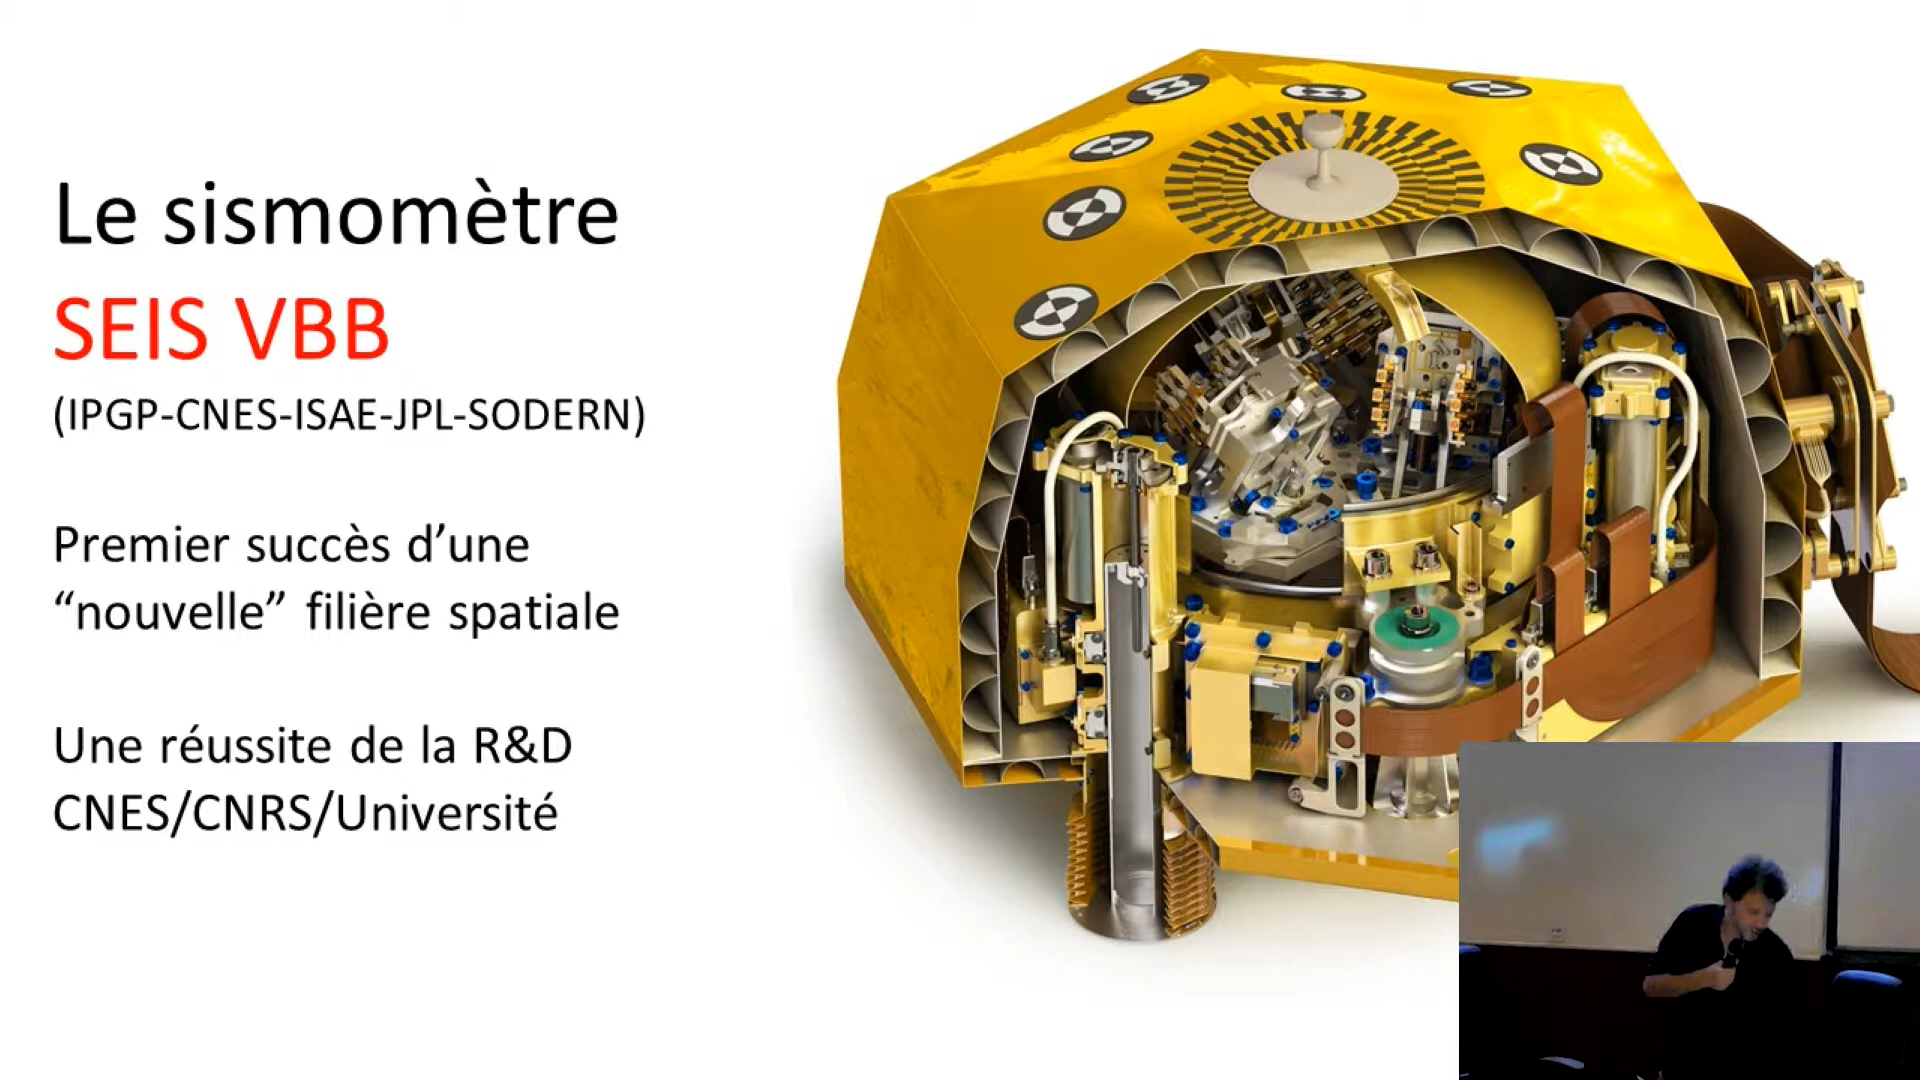 Le sismomètre
SEIS VBB
(IPGP-CNES-ISAE-JPL-SODERN)
Premier succès d’une
“nouvelle” filière spatiale
Une réussite de la R&D
CNES/CNRS/Université